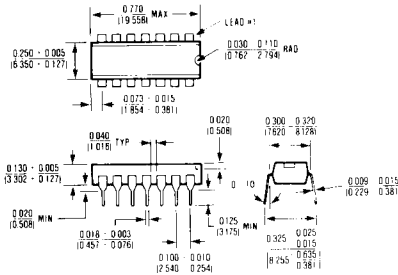 0.770
(19.558) MAX
LEAD #1
0.250 · 0.005
(6.350 · 0.127)
0.030 · 0.110
(0.762 2.794) RAD
0.073 · 0.015
(1.854 · 0.381)
0.020
(0.508)
0.040
(1.016) TYP
0.300 · 0.320
(7620 8128)
0.130 · 0.005
(3.302 · 0.127)
0.009 0.015
(0.229 0.381
0.020
(0.508) MIN
0.018 · 0.003
(0.457 · 0.076)
0.125
(3.175) MIN
0.100 · 0.010
(2.540 0.254)
0.325 0.025
0.015
(8.255 0.635
0.381)